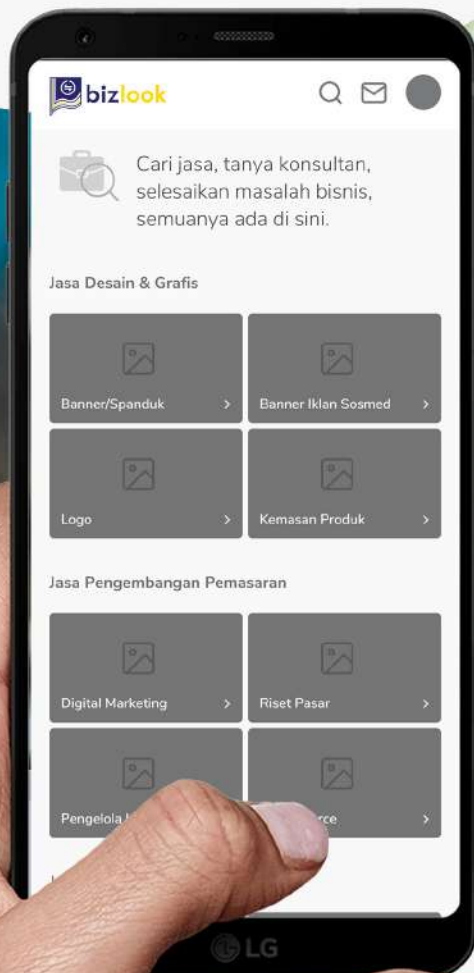 bizlook
Cari jasa, tanya konsultan,
selesaikan masalah bisnis,
semuanya ada di sini.
Jasa Desain & Grafis
Banner/Spanduk
Banner Iklan Sosmed
Logo
Kemasan Produk
Jasa Pengembangan Pemasaran
Digital Marketing
Riset Pasar
Pengelola
LG